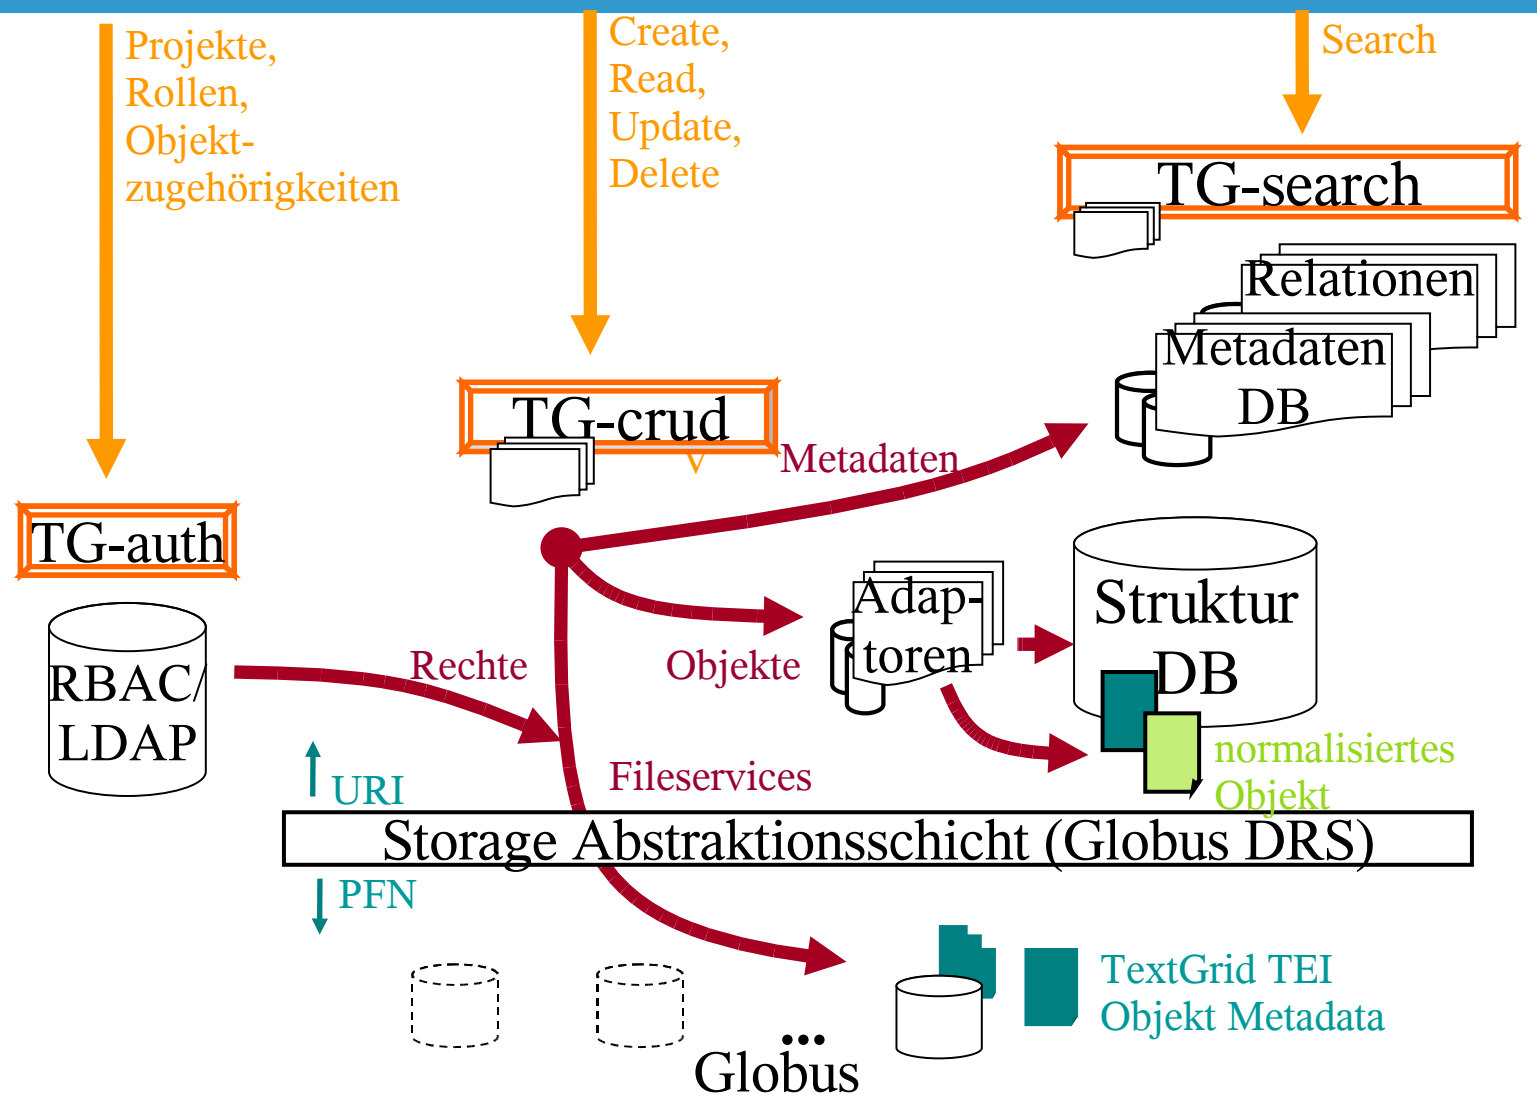 Projekte,
Rollen,
Objekt-
zugehörigkeiten
Create,
Read,
Update,
Delete
Search
TG-search
Relationen
Metadaten
DB
TG-crud
Metadaten
TG-auth
RBAC/
LDAP
Rechte
Objekte
Adap-
toren
Struktur
DB
normalisiertes
Objekt
Fileservices
URI
Storage Abstraktionsschicht (Globus DRS)
PFN
TextGrid TEI
Objekt Metadata
...
Globus